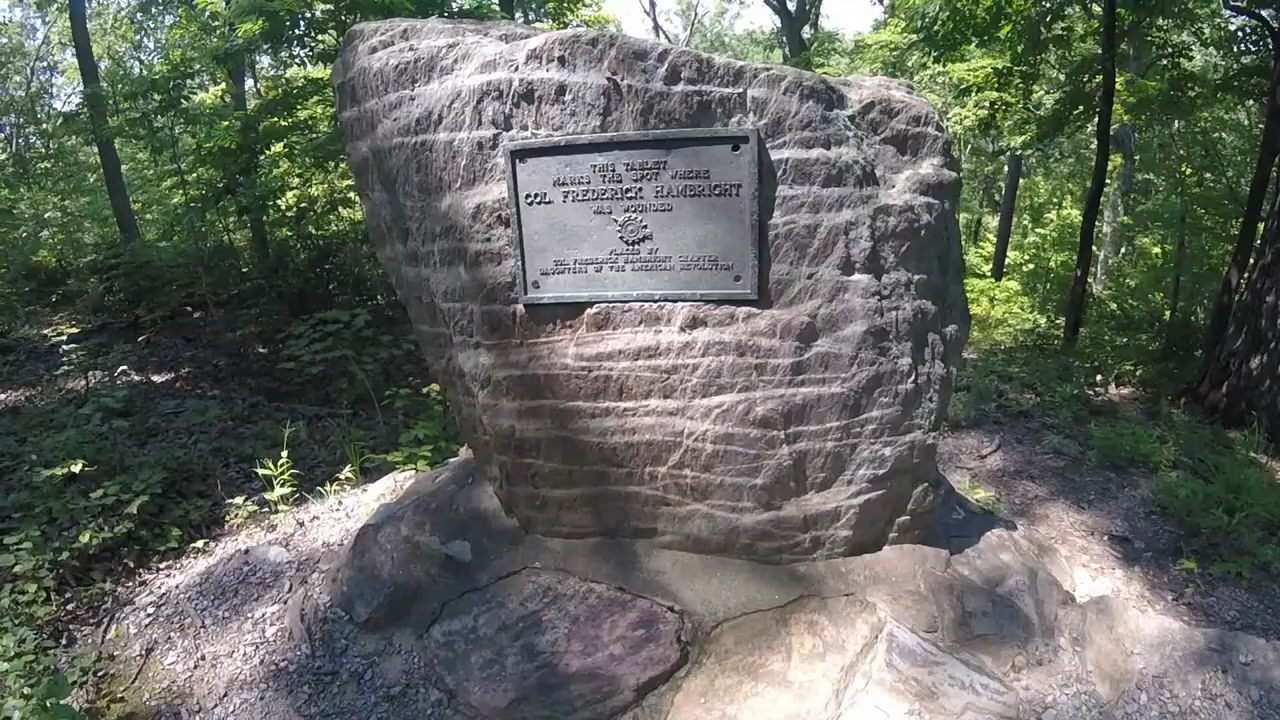 THIS TABLET
MARKS THE SPOT WHERE
COL. FREDERICK HAMBRIGHT
WAS WOUNDED
PLACED BY
COL. FREDERICK HAMBRIGHT CHAPTER
DAUGHTERS OF THE AMERICAN REVOLUTION